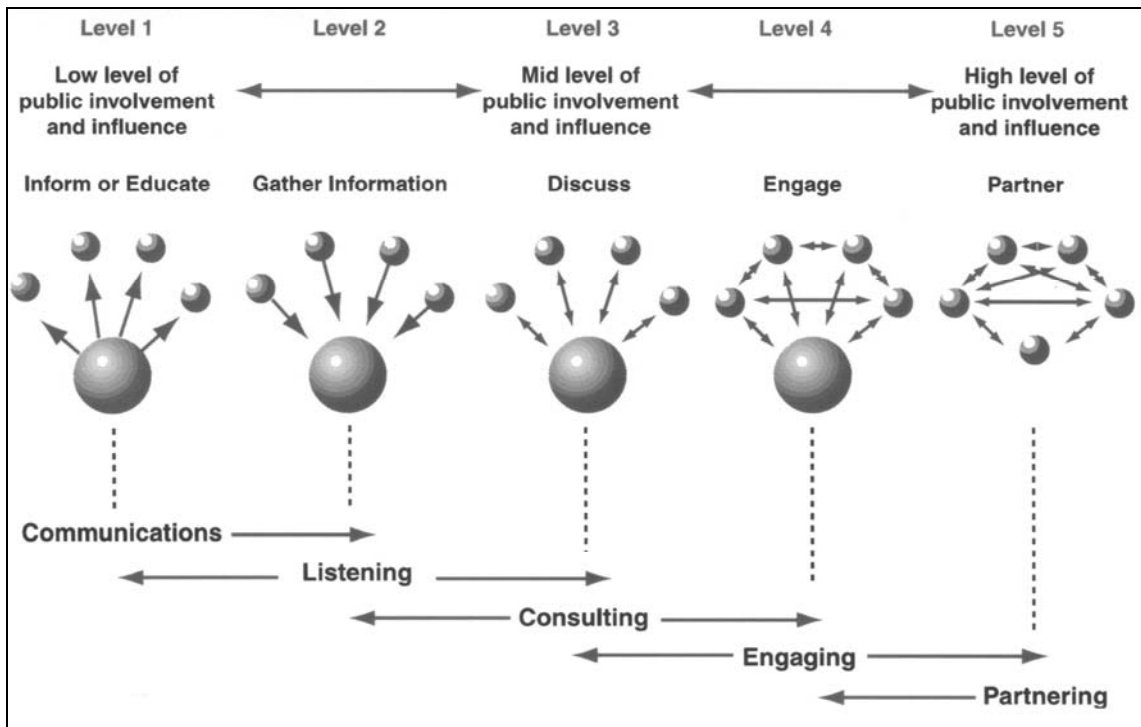 Level 1
Level 2
Level 3
Level 4
Level 5
Low level of
public involvement
and influence
Mid level of
public involvement
and influence
High level of
public involvement
and influence
Inform or Educate
Gather Information
Discuss
Engage
Partner
Communications
Listening
Consulting
Engaging
Partnering